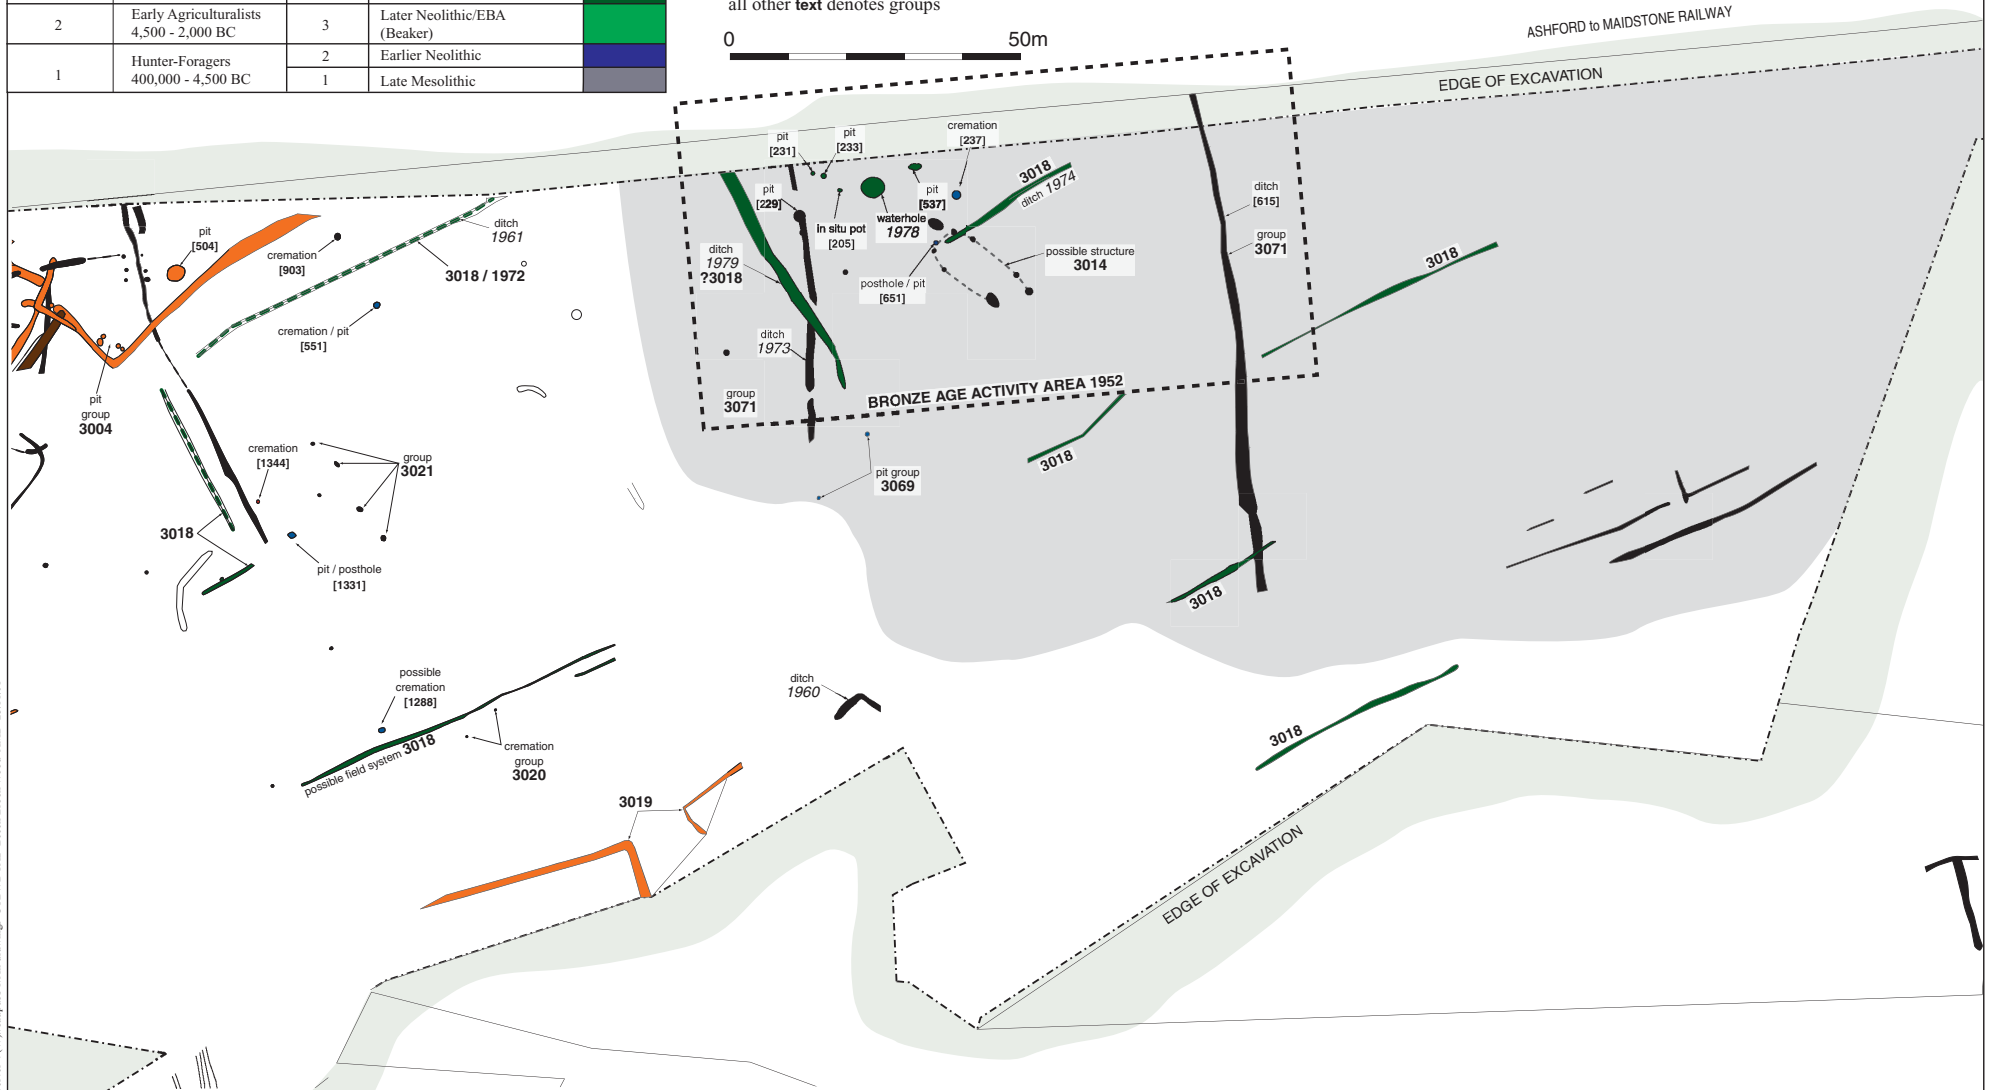 2
Early Agriculturalists
4,500 - 2,000 BC
3
Later Neolithic/EBA
(Beaker)
1
Hunter-Foragers
400,000 - 4,500 BC
2
Earlier Neolithic
1
Late Mesolithic
all other text denotes groups
0
50m
ASHFORD to MAIDSTONE RAILWAY
EDGE OF EXCAVATION
pit
[231]
pit
[233]
cremation
[237]
3018
ditch 1974
pit
[229]
in situ pot
[205]
waterhole
1978
pit
[537]
ditch
[615]
group
3071
pit
[504]
cremation
[903]
ditch
1961
3018 / 1972
ditch
1979
?3018
possible structure
3014
posthole / pit
[651]
3018
cremation / pit
[551]
ditch
1973
pit
group
3004
group
3071
BRONZE AGE ACTIVITY AREA 1952
cremation
[1344]
group
3021
pit group
3069
3018
3018
pit / posthole
[1331]
3018
possible
cremation
[1288]
ditch
1960
possible field system 3018
cremation
group
3020
3018
3019
EDGE OF EXCAVATION